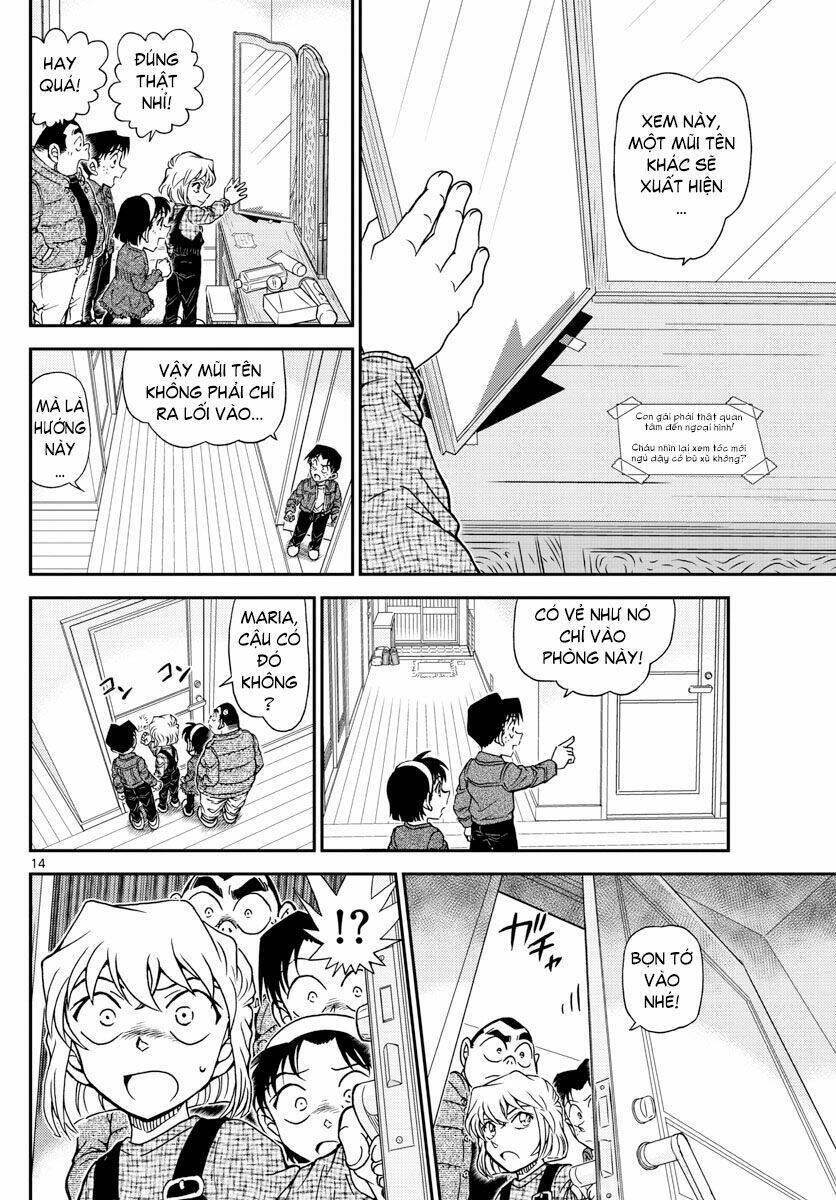 XEM NÀY,
MỘT MŨI TÊN
KHÁC SẼ
XUẤT HIỆN
...
Con gái phải thật quan
tâm đến ngoại hình!
Cháu nhìn lại xem tóc mới
ngủ dậy có bù xù không?
ĐÚNG
THẬT
NHỈ!
HAY
QUÁ!
VẬY MŨI TÊN
KHÔNG PHẢI CHỈ
RA LỐI VÀO...
MÀ LÀ
HƯỚNG
NÀY
...
CÓ VẺ NHƯ NÓ
CHỈ VÀO
PHÒNG NÀY!
MARIA,
CẬU CÓ
Ở ĐÓ
KHÔNG
?
コン
コン
14
BỌN TỚ
VÀO
NHÉ!
ガチャ
!?